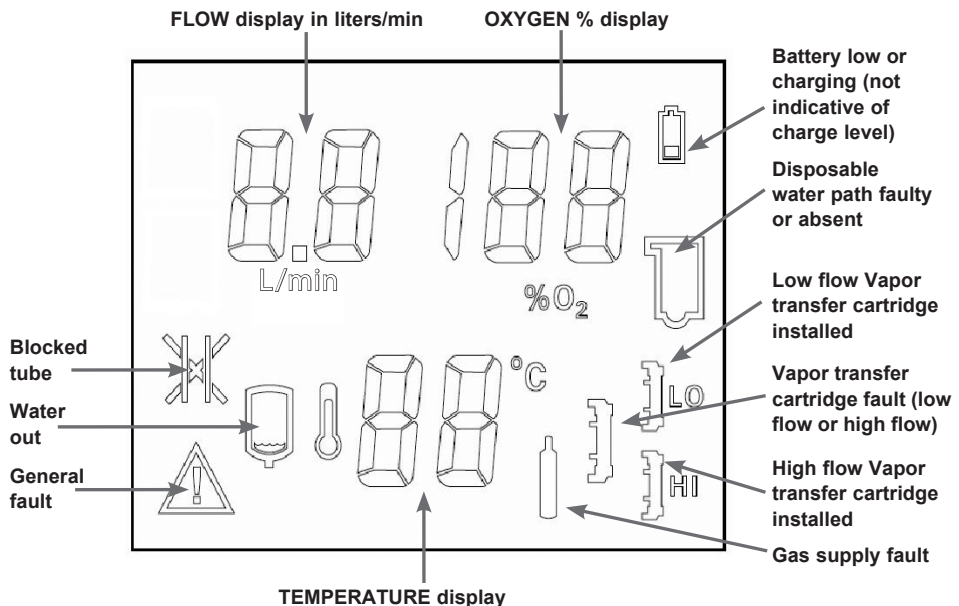 FLOW display in liters/min
OXYGEN % display
Battery low or
charging (not
indicative of
charge level)
Disposable
water path faulty
or absent
L/min
%O₂
Low flow Vapor
transfer cartridge
installed
Blocked
tube
°C
LO
Vapor transfer
cartridge fault (low
flow or high flow)
Water
out
General
fault
!
HI
High flow Vapor
transfer cartridge
installed
Gas supply fault
TEMPERATURE display